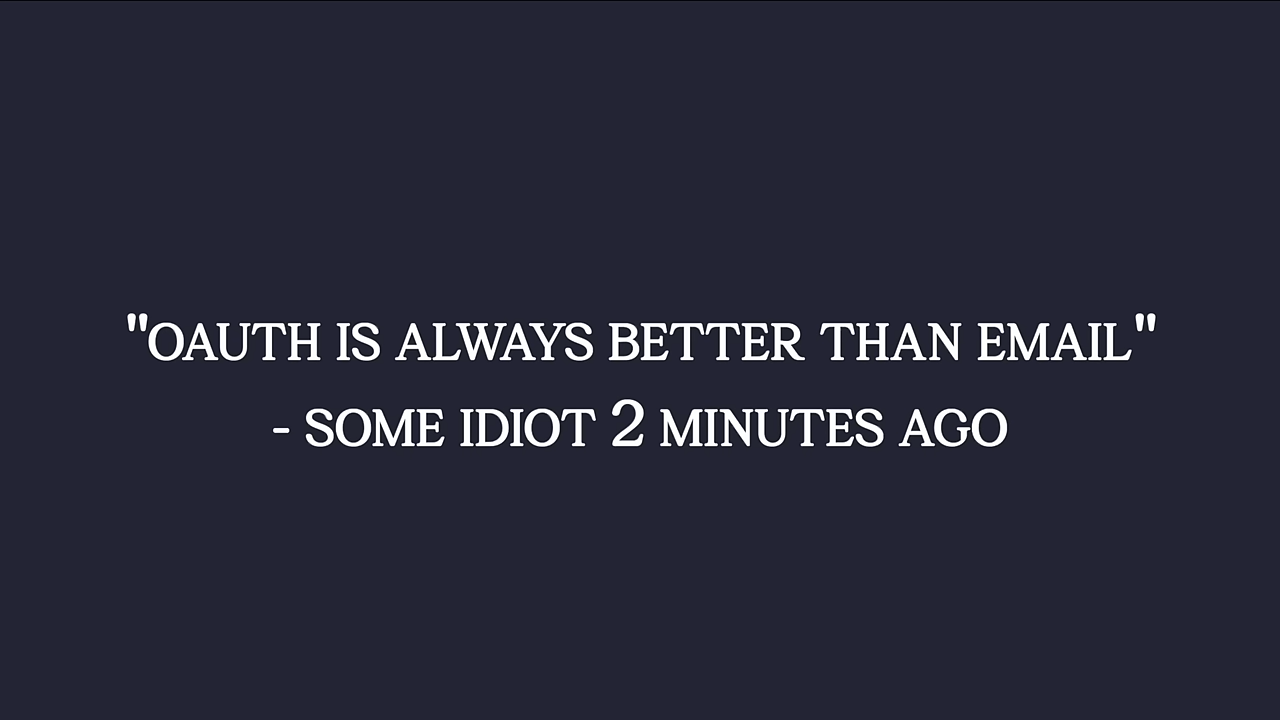 "OAUTH IS ALWAYS BETTER THAN EMAIL"
- SOME IDIOT 2 MINUTES AGO